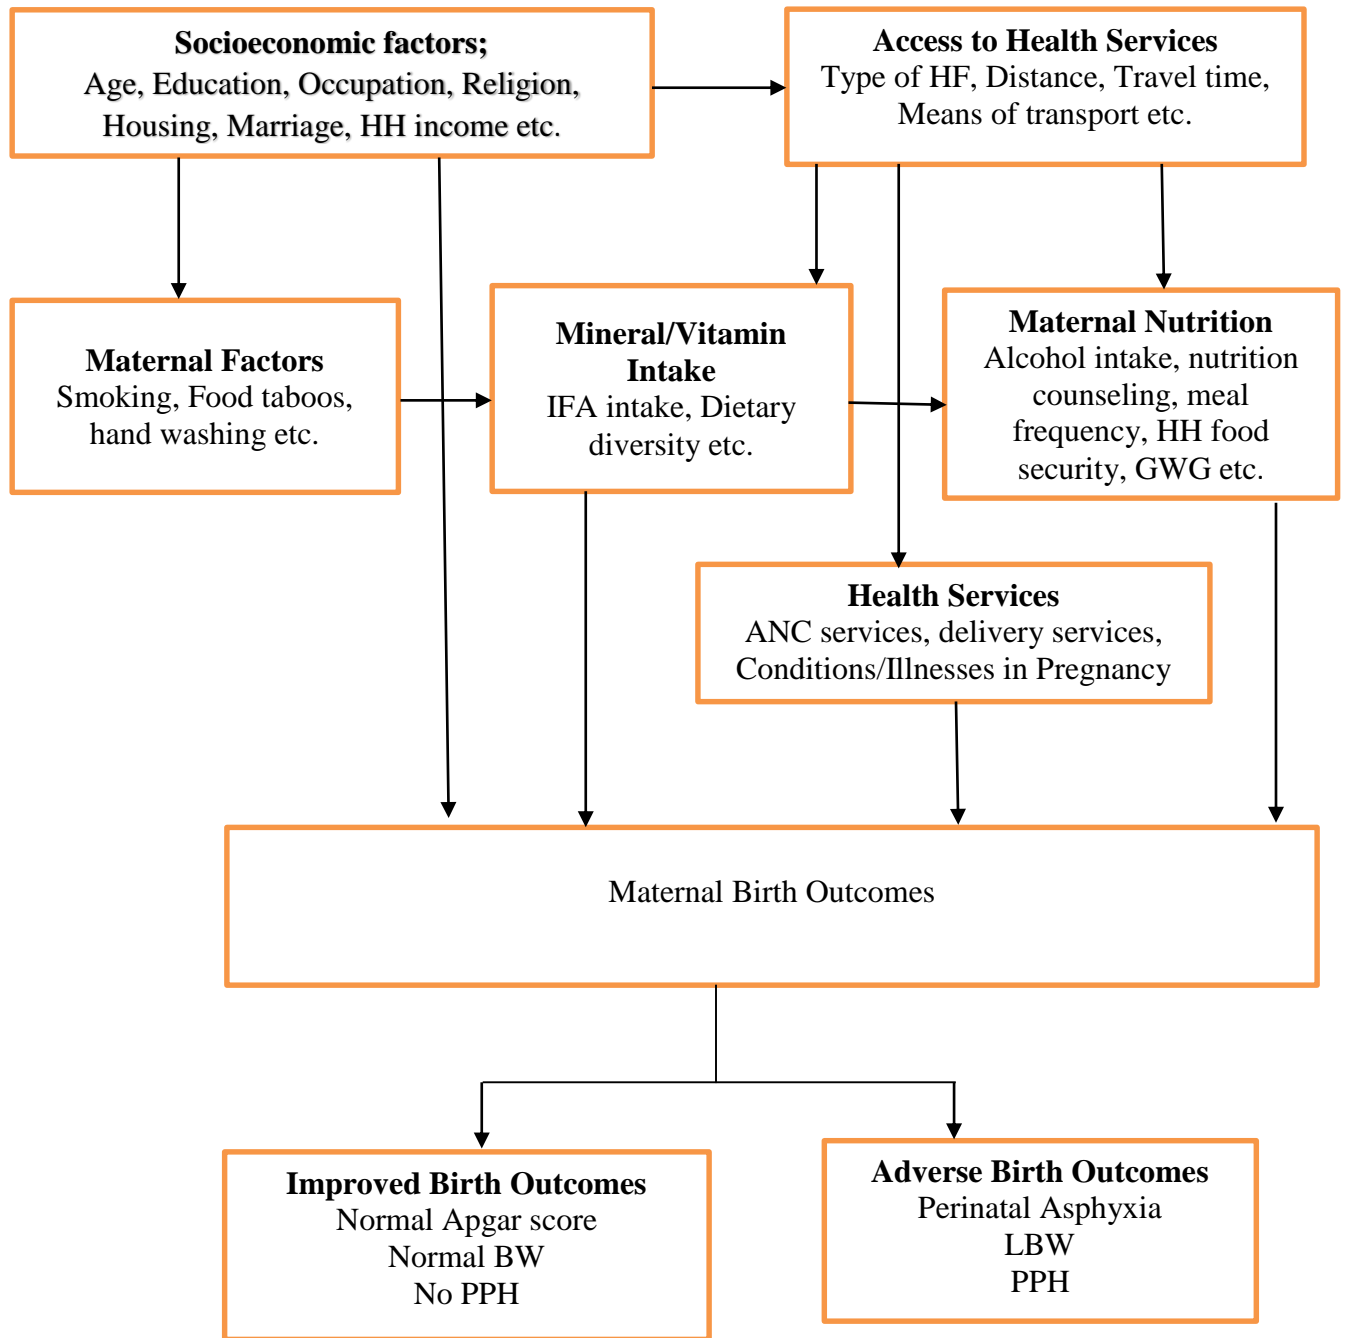 Socioeconomic factors;
Age, Education, Occupation, Religion,
Housing, Marriage, HH income etc.
Access to Health Services
Type of HF, Distance, Travel time,
Means of transport etc.
Maternal Factors
Smoking, Food taboos,
hand washing etc.
Mineral/Vitamin
Intake
IFA intake, Dietary
diversity etc.
Maternal Nutrition
Alcohol intake, nutrition
counseling, meal
frequency, HH food
security, GWG etc.
Health Services
ANC services, delivery services,
Conditions/Illnesses in Pregnancy
Maternal Birth Outcomes
Improved Birth Outcomes
Normal Apgar score
Normal BW
No PPH
Adverse Birth Outcomes
Perinatal Asphyxia
LBW
PPH